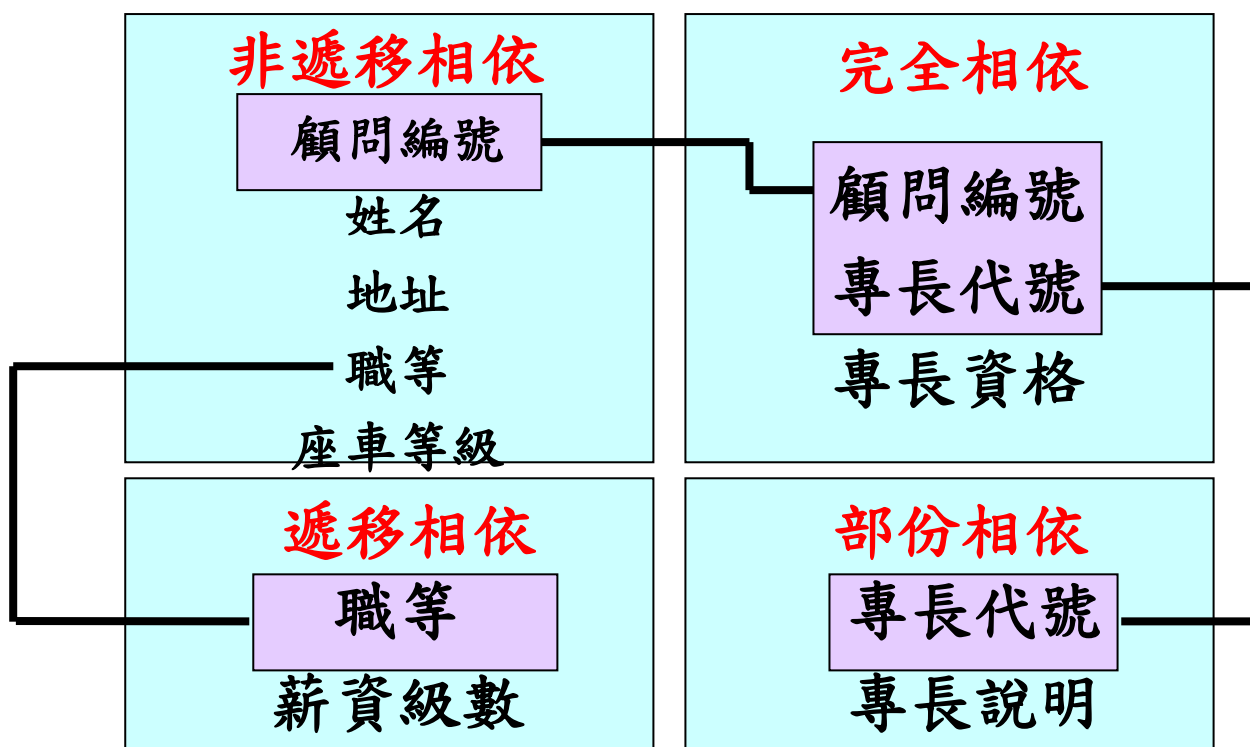 非遞移相依
顧問編號
姓名
地址
職等
座車等級
完全相依
顧問編號
專長代號
專長資格
遞移相依
職等
薪資級數
部份相依
專長代號
專長說明